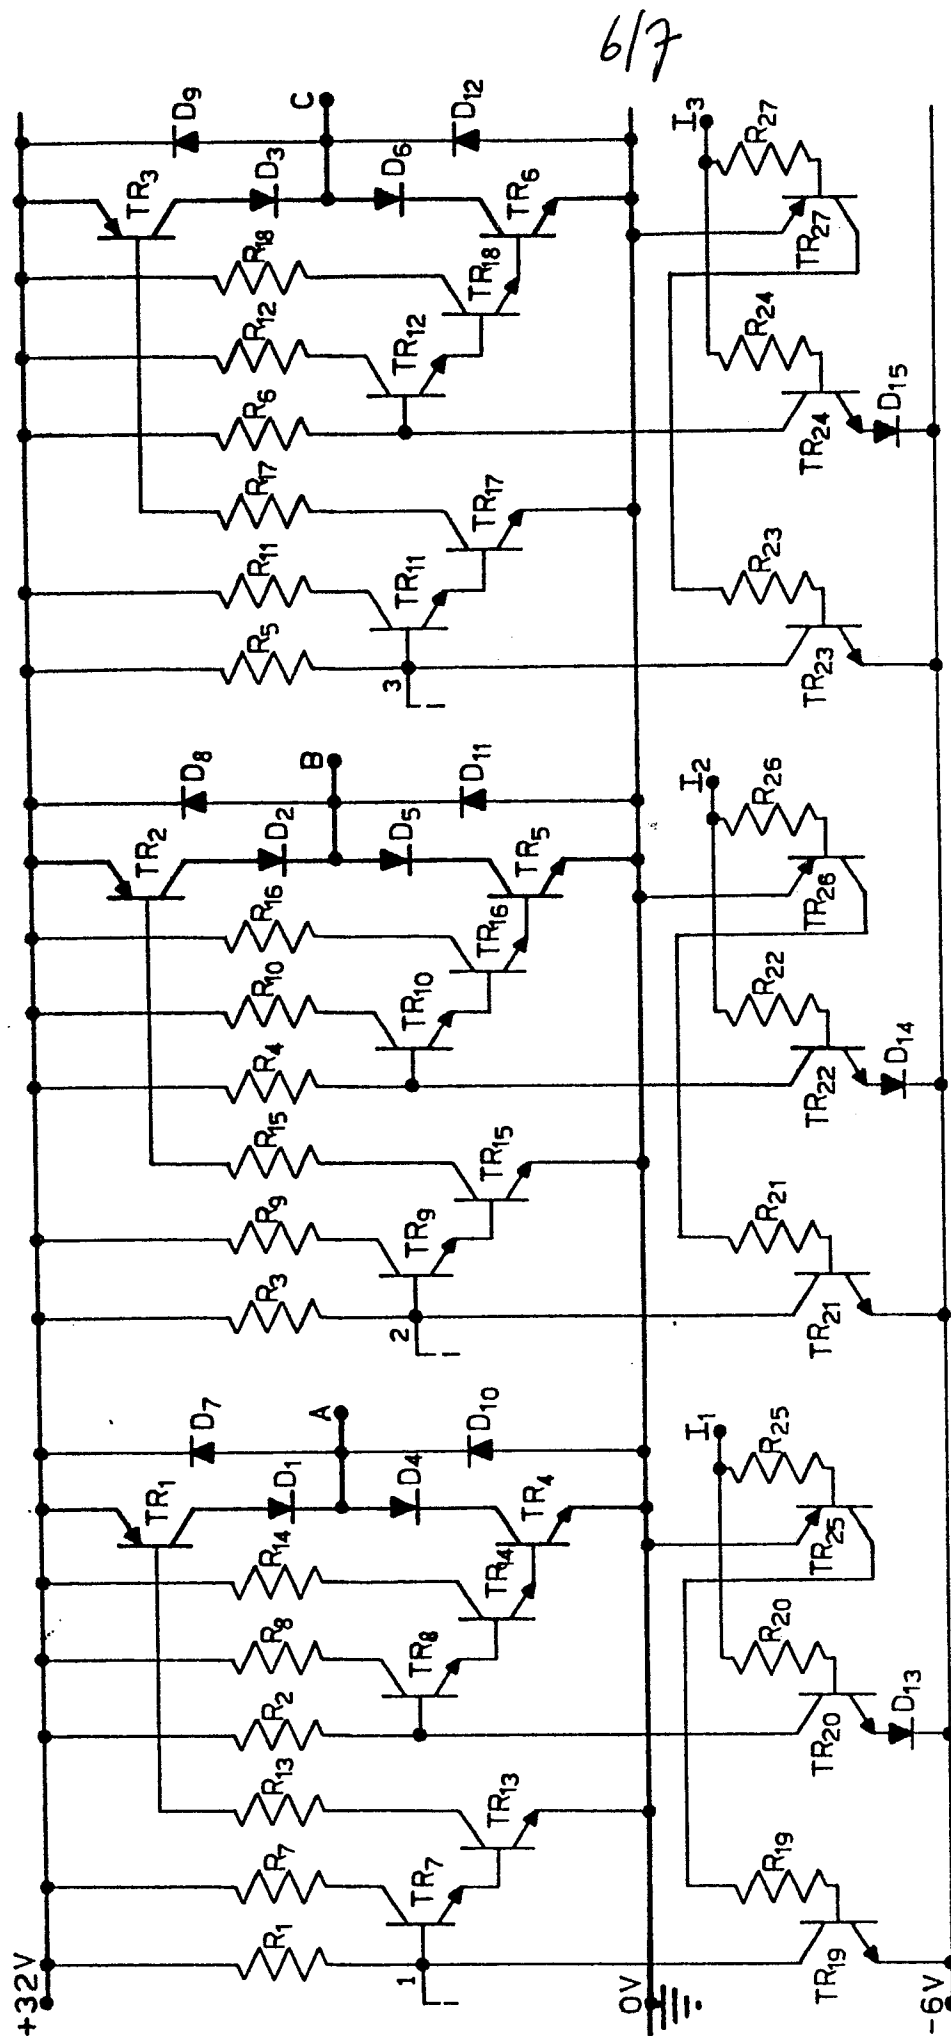 6/7
+32V
R1
R7
R13
R2
R8
R14
TR1
D7
R3
R9
R15
R4
R10
R16
TR2
D8
R5
R11
R17
R6
R12
R18
TR3
D9
D1
A
D2
B
D3
C
1
TR7
TR13
TR8
TR14
D4
TR4
D10
2
TR9
TR15
TR10
TR16
D5
TR5
D11
3
TR11
TR17
TR12
TR18
D6
TR6
D12
0V
I1
I2
I3
R19
R20
R25
R21
R22
R26
R23
R24
R27
TR19
TR20
D13
TR25
TR21
TR22
D14
TR26
TR23
TR24
D15
TR27
-6V